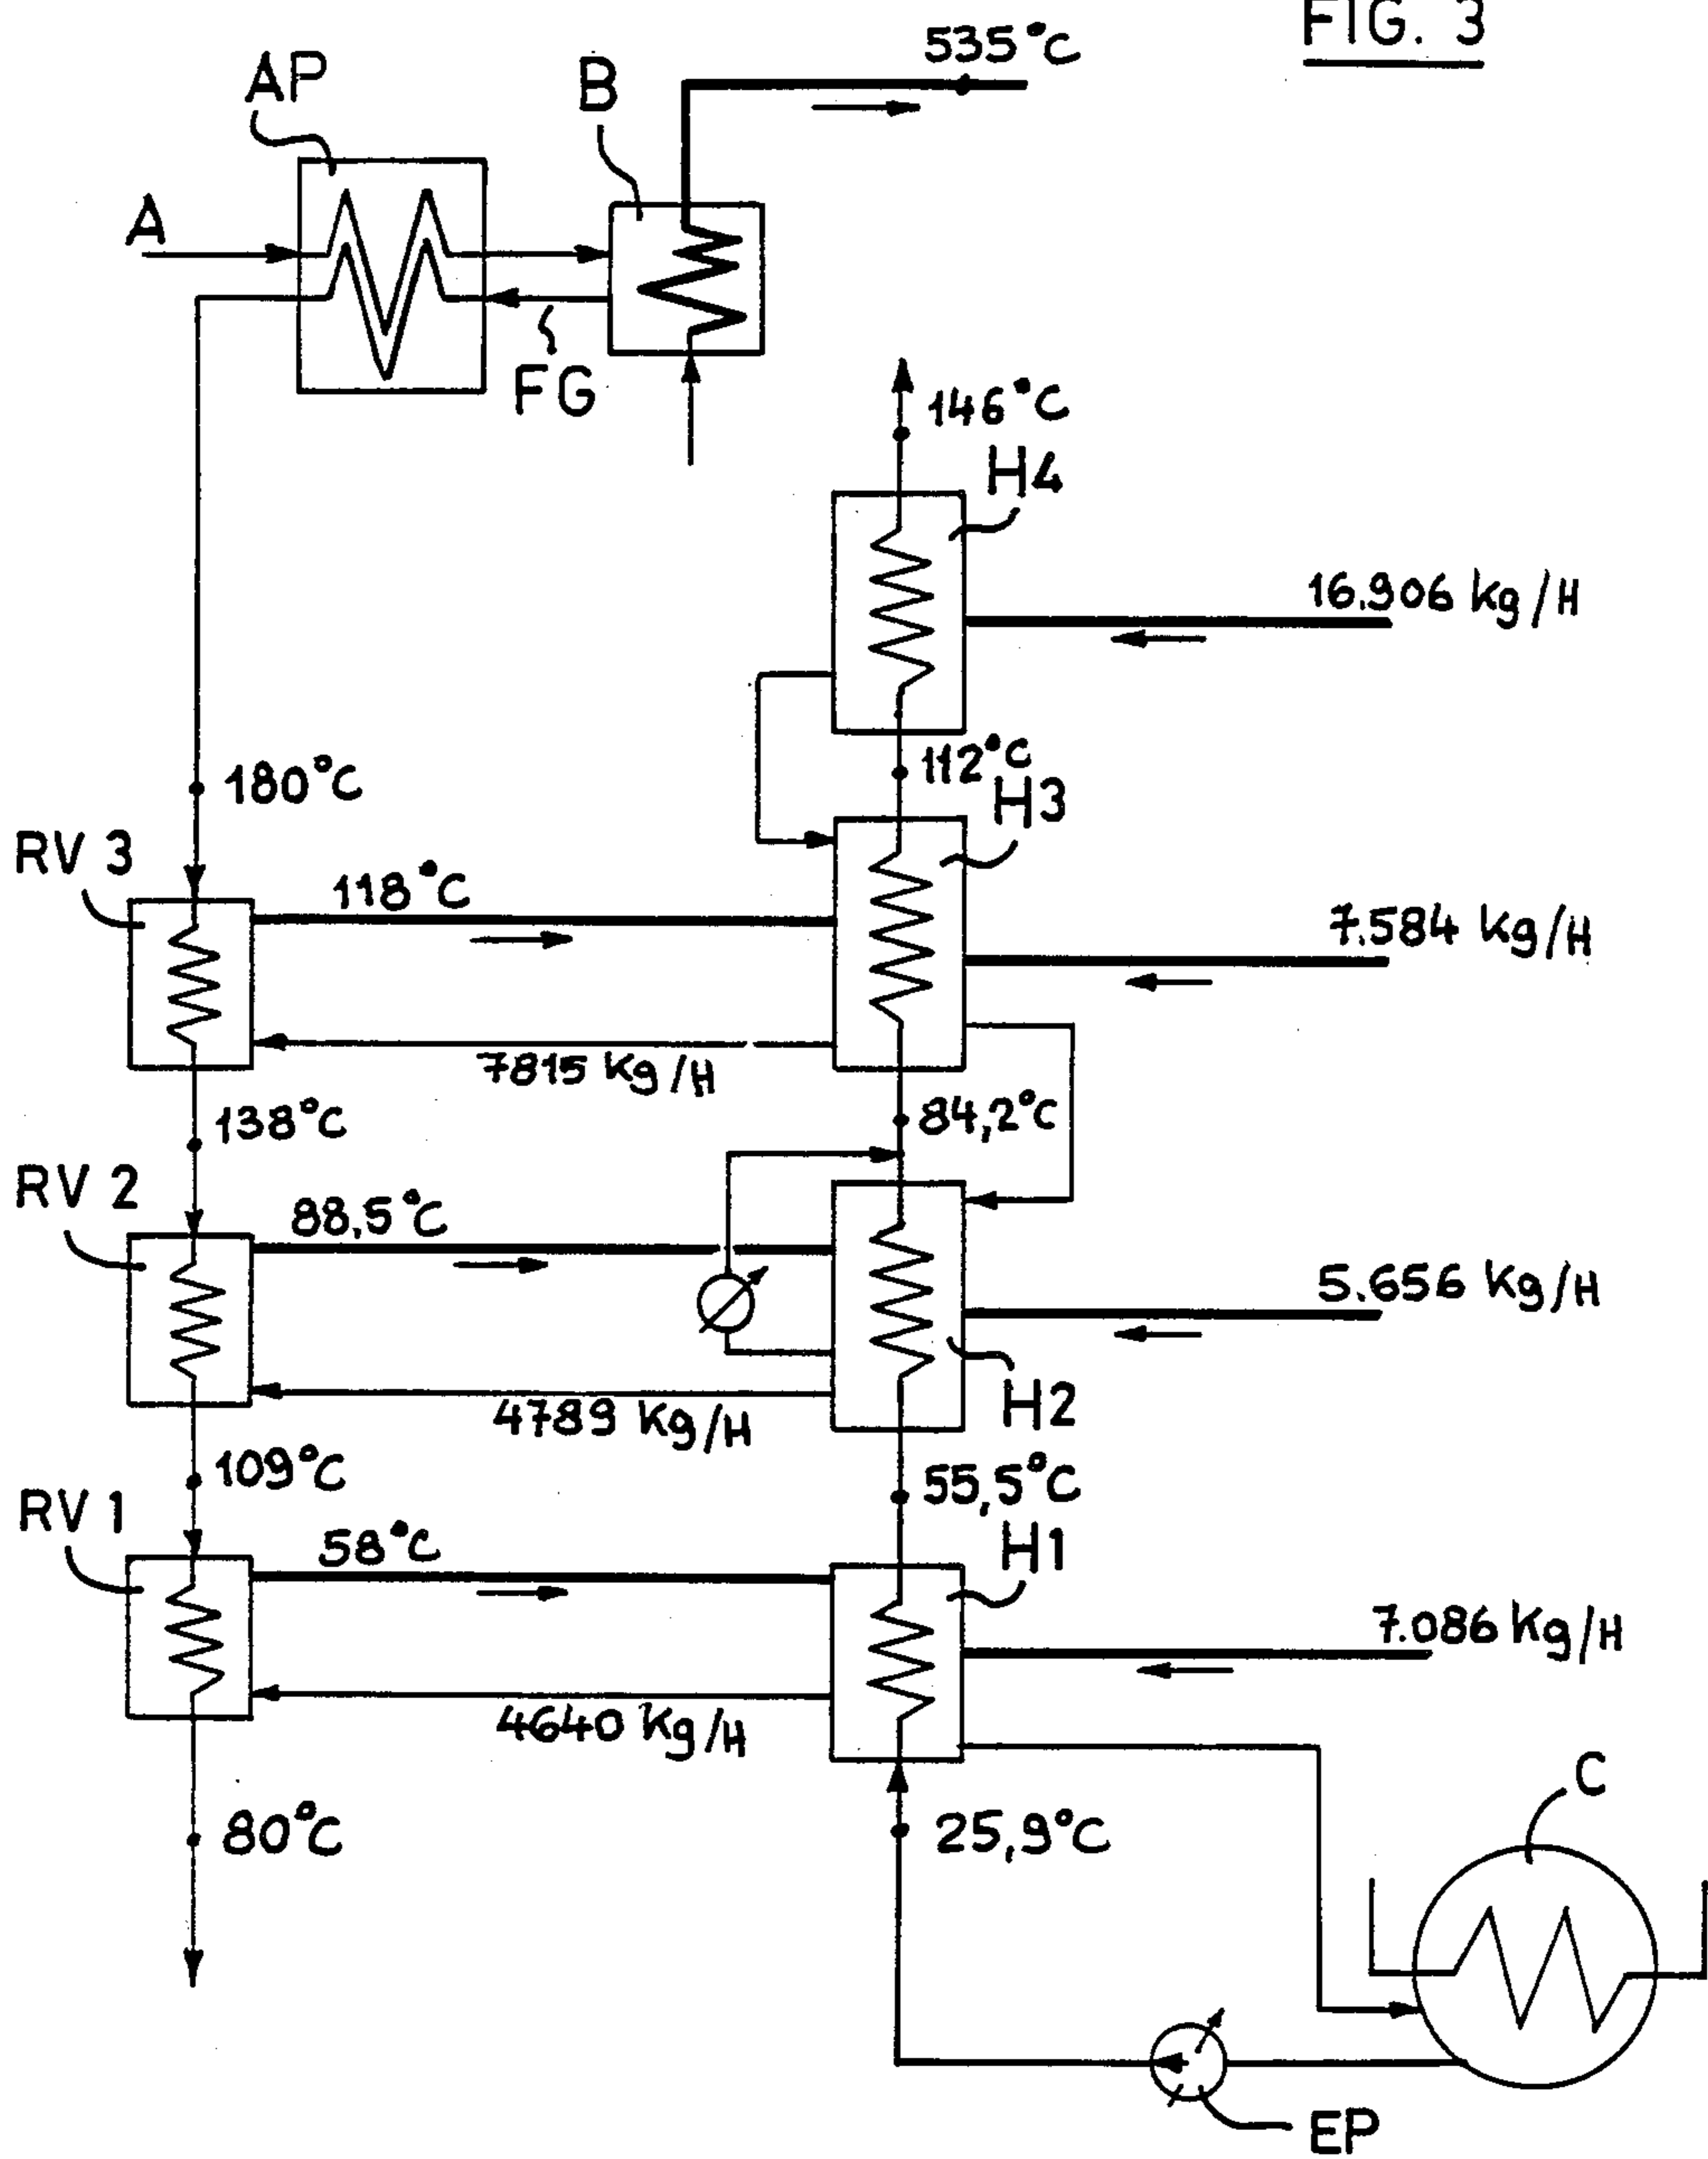 FIG. 3
535°C
AP
B
A
FG
146°C
H4
16.906 Kg/H
112°C
H3
180°C
RV 3
118°C
7.584 Kg/H
7815 Kg/H
138°C
84,2°C
RV 2
88,5°C
5.656 Kg/H
4789 Kg/H
H2
109°C
55,5°C
RV 1
58°C
H1
7.086 Kg/H
4640 Kg/H
C
80°C
25,9°C
EP